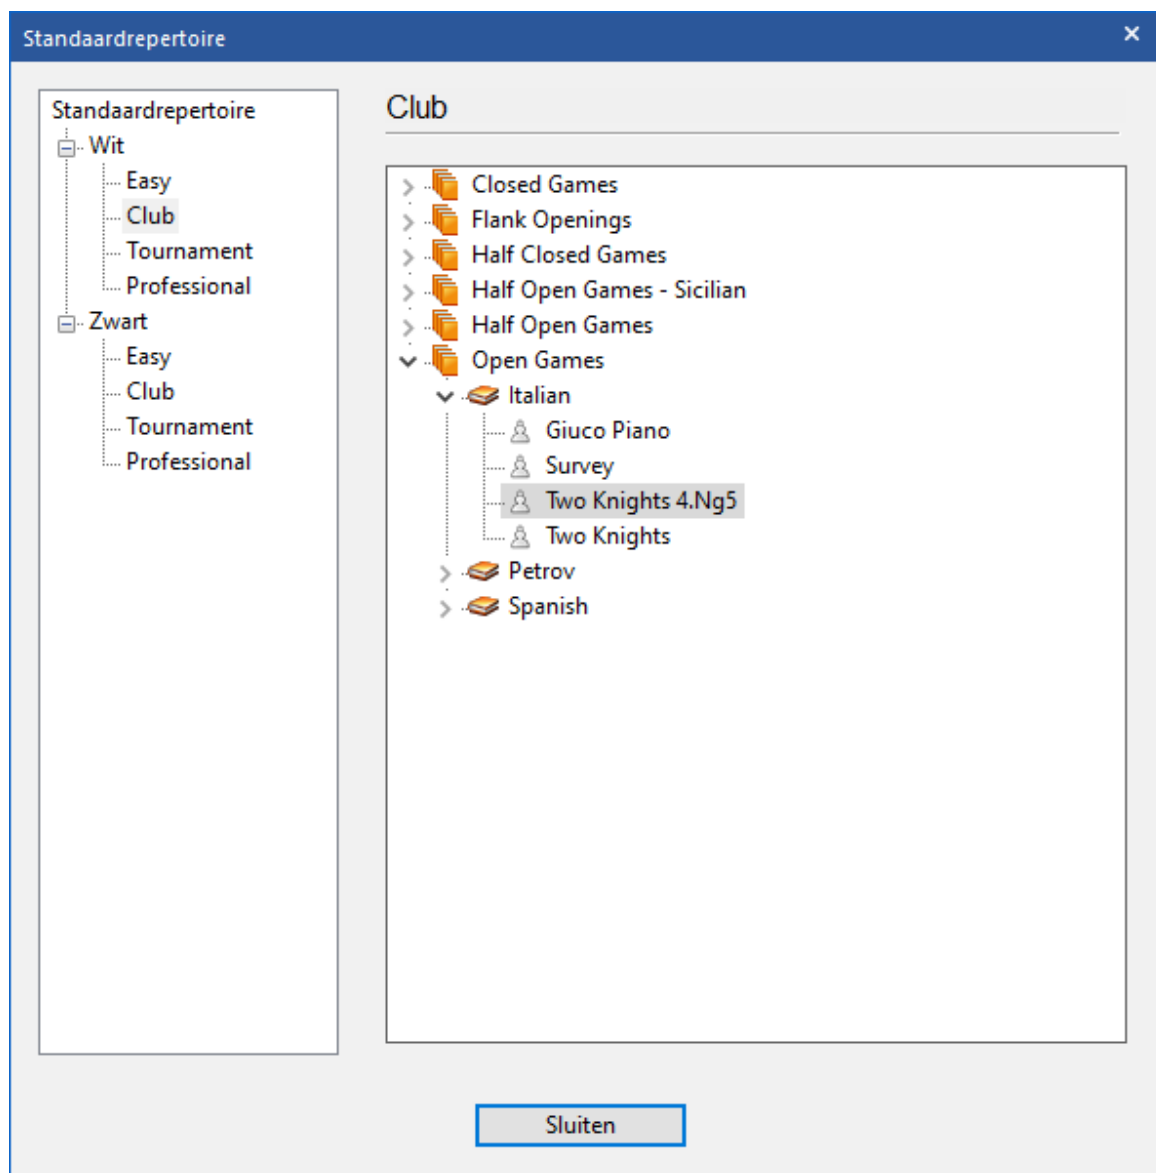 Standaardrepertoire
Standaardrepertoire
Wit
Easy
Club
Tournament
Professional
Zwart
Easy
Club
Tournament
Professional
Club
Closed Games
Flank Openings
Half Closed Games
Half Open Games - Sicilian
Half Open Games
Open Games
Italian
Giuco Piano
Survey
Two Knights 4.Ng5
Two Knights
Petrov
Spanish
Sluiten